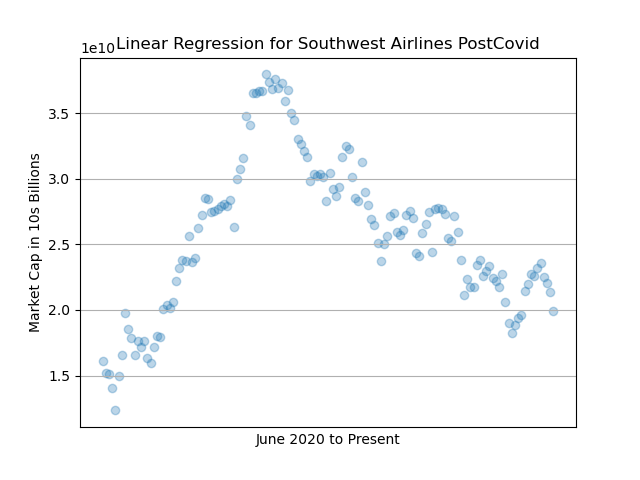 Linear Regression for Southwest Airlines PostCovid
1e10
3.5
3.0
2.5
2.0
1.5
Market Cap in 10s Billions
June 2020 to Present